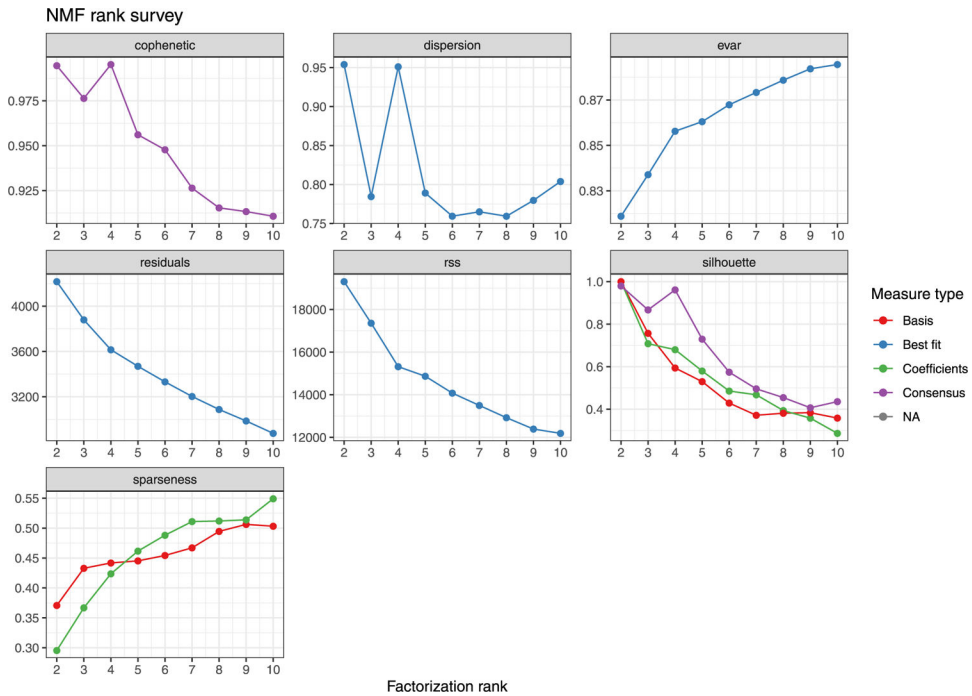 NMF rank survey
cophenetic
dispersion
evar
0.975
0.950
0.925
2 3 4 5 6 7 8 9 10
0.95
0.90
0.85
0.80
0.75
2 3 4 5 6 7 8 9 10
0.87
0.85
0.83
2 3 4 5 6 7 8 9 10
residuals
rss
silhouette
4000
3600
3200
2 3 4 5 6 7 8 9 10
18000
16000
14000
12000
2 3 4 5 6 7 8 9 10
1.0
0.8
0.6
0.4
2 3 4 5 6 7 8 9 10
Measure type
Basis
Best fit
Coefficients
Consensus
NA
sparseness
0.55
0.50
0.45
0.40
0.35
0.30
2 3 4 5 6 7 8 9 10
Factorization rank